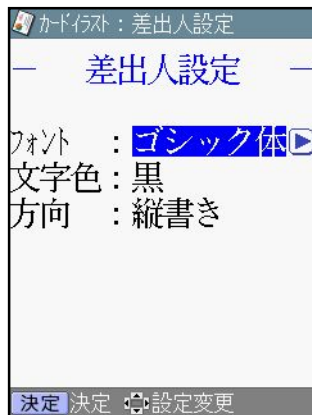 カードイラスト：差出人設定
－ 差出人設定 －
フォント ：ゴシック体
文字色：黒
方向 ：縦書き
決定 決定 設定変更